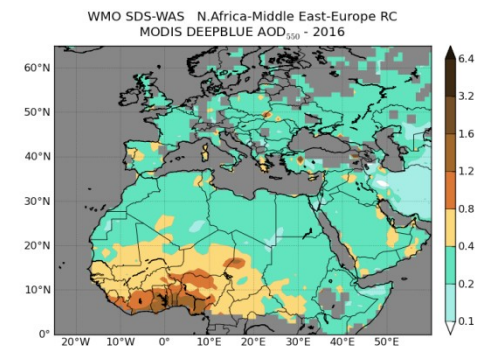 WMO SDS-WAS N.Africa-Middle East-Europe RC
MODIS DEEPBLUE AOD₅₅₀ - 2016
60°N
50°N
40°N
30°N
20°N
10°N
0°
20°W
10°W
0°
10°E
20°E
30°E
40°E
50°E
6.4
3.2
1.6
1.2
0.8
0.4
0.2
0.1